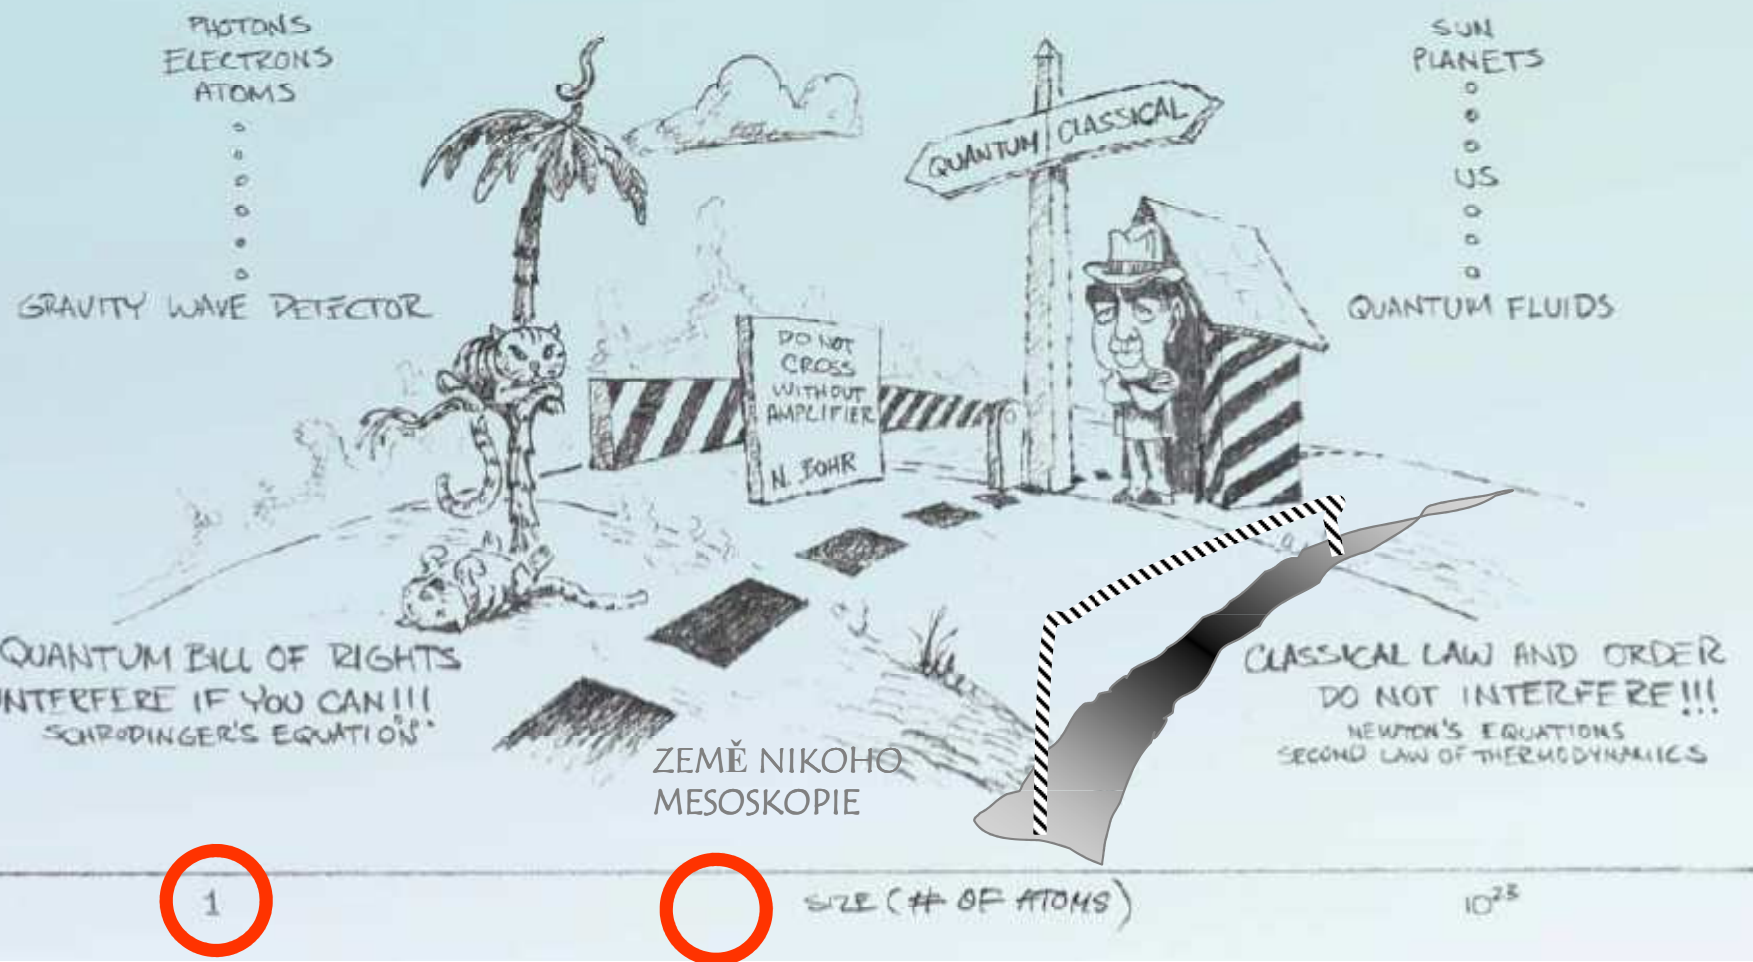 PHOTONS
ELECTRONS
ATOMS
GRAVITY WAVE DETECTOR
QUANTUM CLASSICAL
SUN
PLANETS
US
QUANTUM FLUIDS
DO NOT
CROSS
WITHOUT
AMPLIFIER
N. BOHR
QUANTUM BILL OF RIGHTS
INTERFERE IF YOU CAN!!!
SCHRODINGER'S EQUATION
CLASSICAL LAW AND ORDER
DO NOT INTERFERE!!!
NEWTON'S EQUATIONS
SECOND LAW OF THERMODYNAMICS
ZEMĚ NIKOHO
MESOSKOPIE
1
SIZE (# OF ATOMS)
10²³